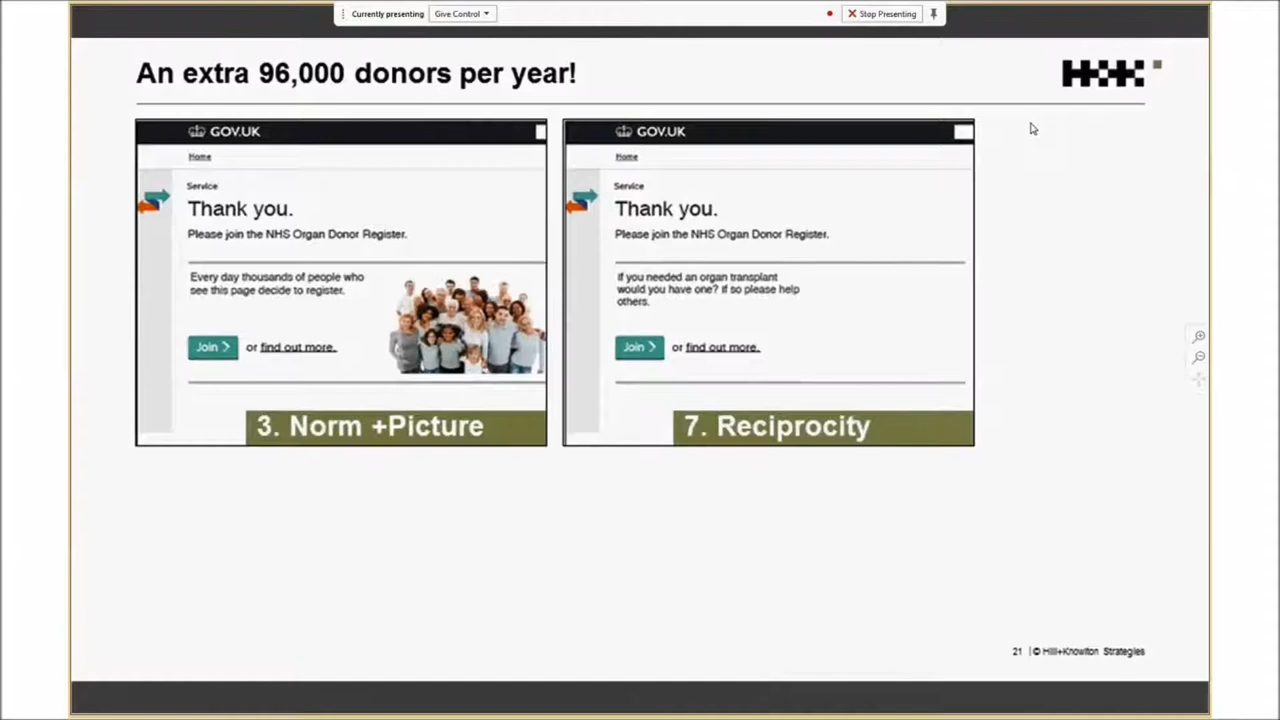 Currently presenting
Give Control
Stop Presenting
An extra 96,000 donors per year!
H+K
GOV.UK
Home
Service
Thank you.
Please join the NHS Organ Donor Register.
Every day thousands of people who
see this page decide to register.
Join
or find out more.
3. Norm +Picture
GOV.UK
Home
Service
Thank you.
Please join the NHS Organ Donor Register.
If you needed an organ transplant
would you have one? If so please help
others.
Join
or find out more.
7. Reciprocity
21 | © Hill+Knowlton Strategies